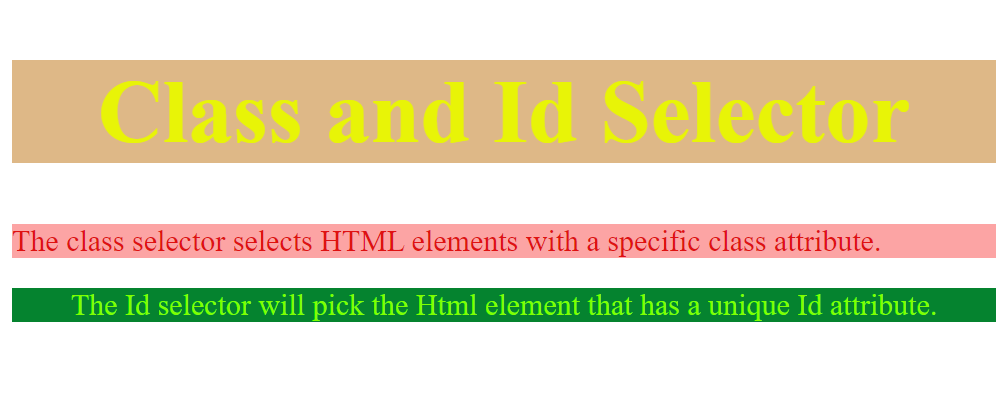 Class and Id Selector
The class selector selects HTML elements with a specific class attribute.
The Id selector will pick the Html element that has a unique Id attribute.